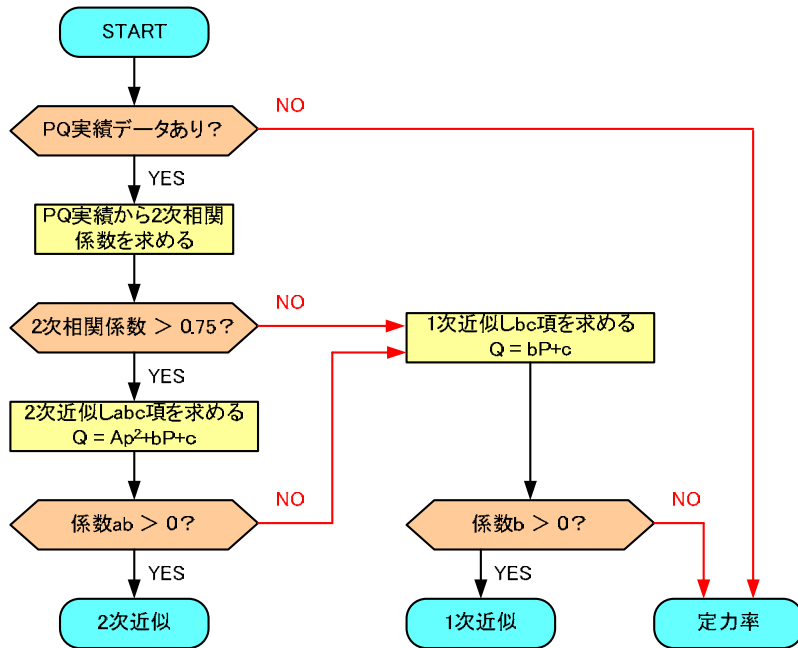 START
PQ実績データあり？
NO
YES
PQ実績から2次相関
係数を求める
2次相関係数 ＞ 0.75？
NO
YES
1次近似しbc項を求める
Q = bP+c
2次近似しabc項を求める
Q = Ap²+bP+c
係数ab ＞ 0？
NO
YES
係数b ＞ 0？
NO
YES
2次近似
1次近似
定力率